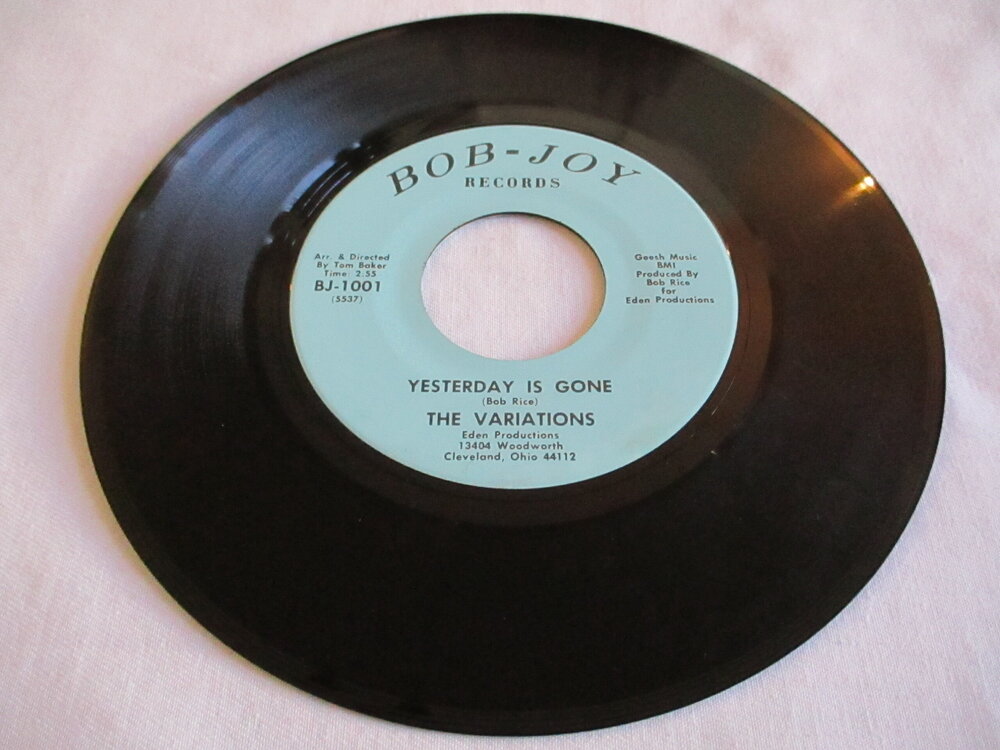 BOB-JOY
RECORDS
Arr. & Directed
By Tom Baker
Time: 2:55
BJ-1001
(5537)
Geesh Music
BMI
Produced By
Bob Rice
for
Eden Productions
YESTERDAY IS GONE
(Bob Rice)
THE VARIATIONS
Eden Productions
13404 Woodworth
Cleveland, Ohio 44112